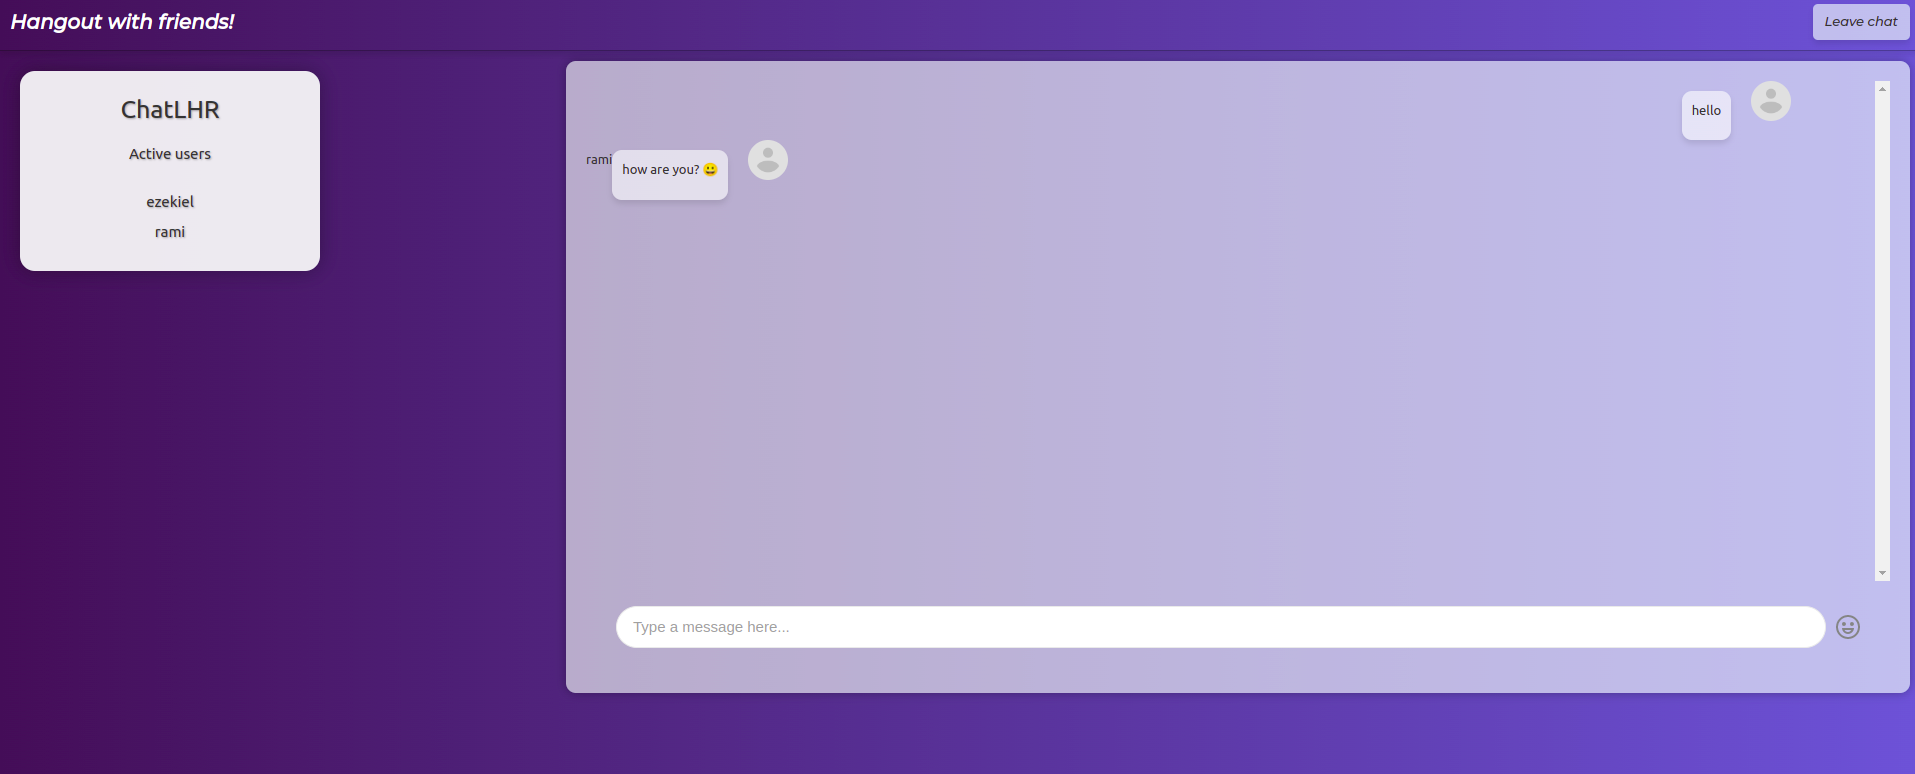 Hangout with friends!
Leave chat
ChatLHR
Active users
ezekiel
rami
hello
rami
how are you? 😀
Type a message here...